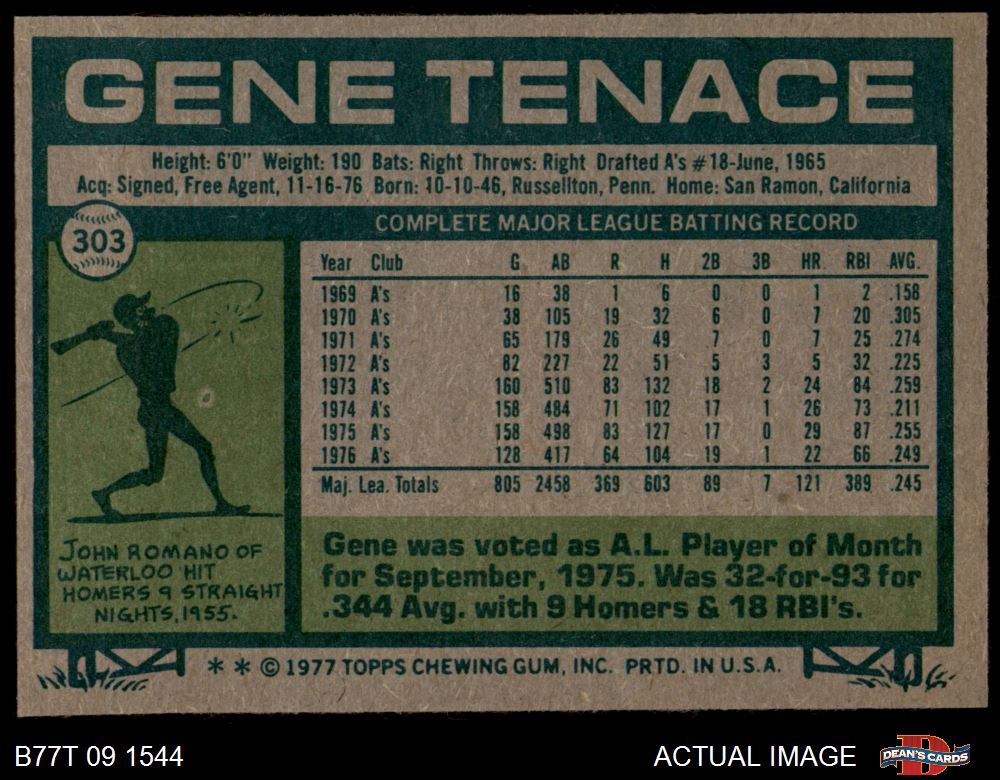 GENE TENACE
Height: 6'0" Weight: 190 Bats: Right Throws: Right Drafted A's #18-June, 1965
Acq: Signed, Free Agent, 11-16-76 Born: 10-10-46, Russellton, Penn. Home: San Ramon, California
303
COMPLETE MAJOR LEAGUE BATTING RECORD
Year Club G AB R H 2B 3B HR RBI AVG.
1969 A's 16 38 1 6 0 0 1 2 .158
1970 A's 38 105 19 32 6 0 7 20 .305
1971 A's 65 179 26 49 7 0 7 25 .274
1972 A's 82 227 22 51 5 3 5 32 .225
1973 A's 160 510 83 132 18 2 24 84 .259
1974 A's 158 484 71 102 17 1 26 73 .211
1975 A's 158 498 83 127 17 0 29 87 .255
1976 A's 128 417 64 104 19 1 22 66 .249
Maj. Lea. Totals 805 2458 369 603 89 7 121 389 .245
JOHN ROMANO OF
WATERLOO HIT
HOMERS 9 STRAIGHT
NIGHTS, 1955.
Gene was voted as A.L. Player of Month
for September, 1975. Was 32-for-93 for
.344 Avg. with 9 Homers & 18 RBI's.
* * © 1977 TOPPS CHEWING GUM, INC. PRTD. IN U.S.A.
B77T 09 1544
ACTUAL IMAGE
DEAN'S CARDS